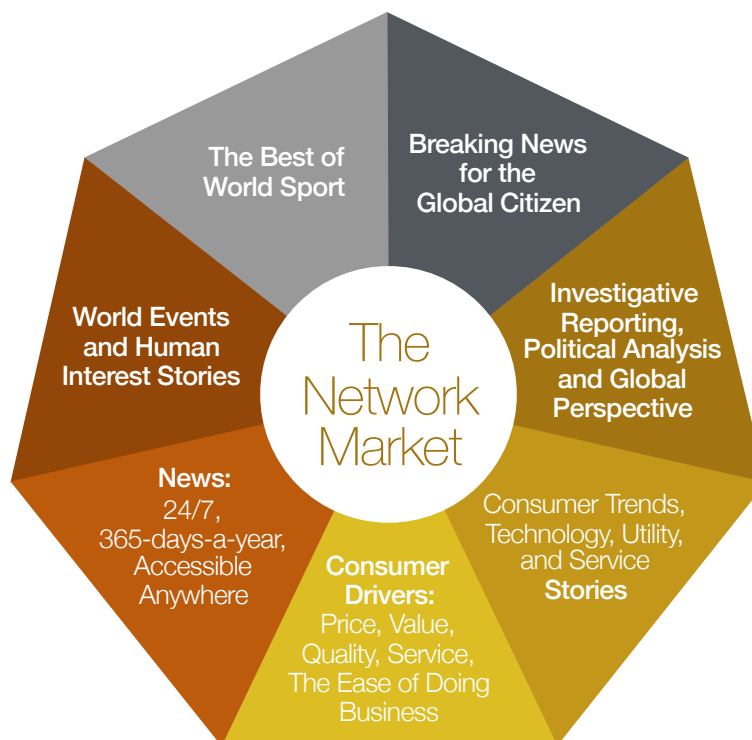 The Best of
World Sport
Breaking News
for the
Global Citizen
World Events
and Human
Interest Stories
The
Network
Market
Investigative
Reporting,
Political Analysis
and Global
Perspective
News:
24/7,
365-days-a-year,
Accessible
Anywhere
Consumer
Drivers:
Price, Value,
Quality, Service,
The Ease of Doing
Business
Consumer Trends,
Technology, Utility,
and Service
Stories